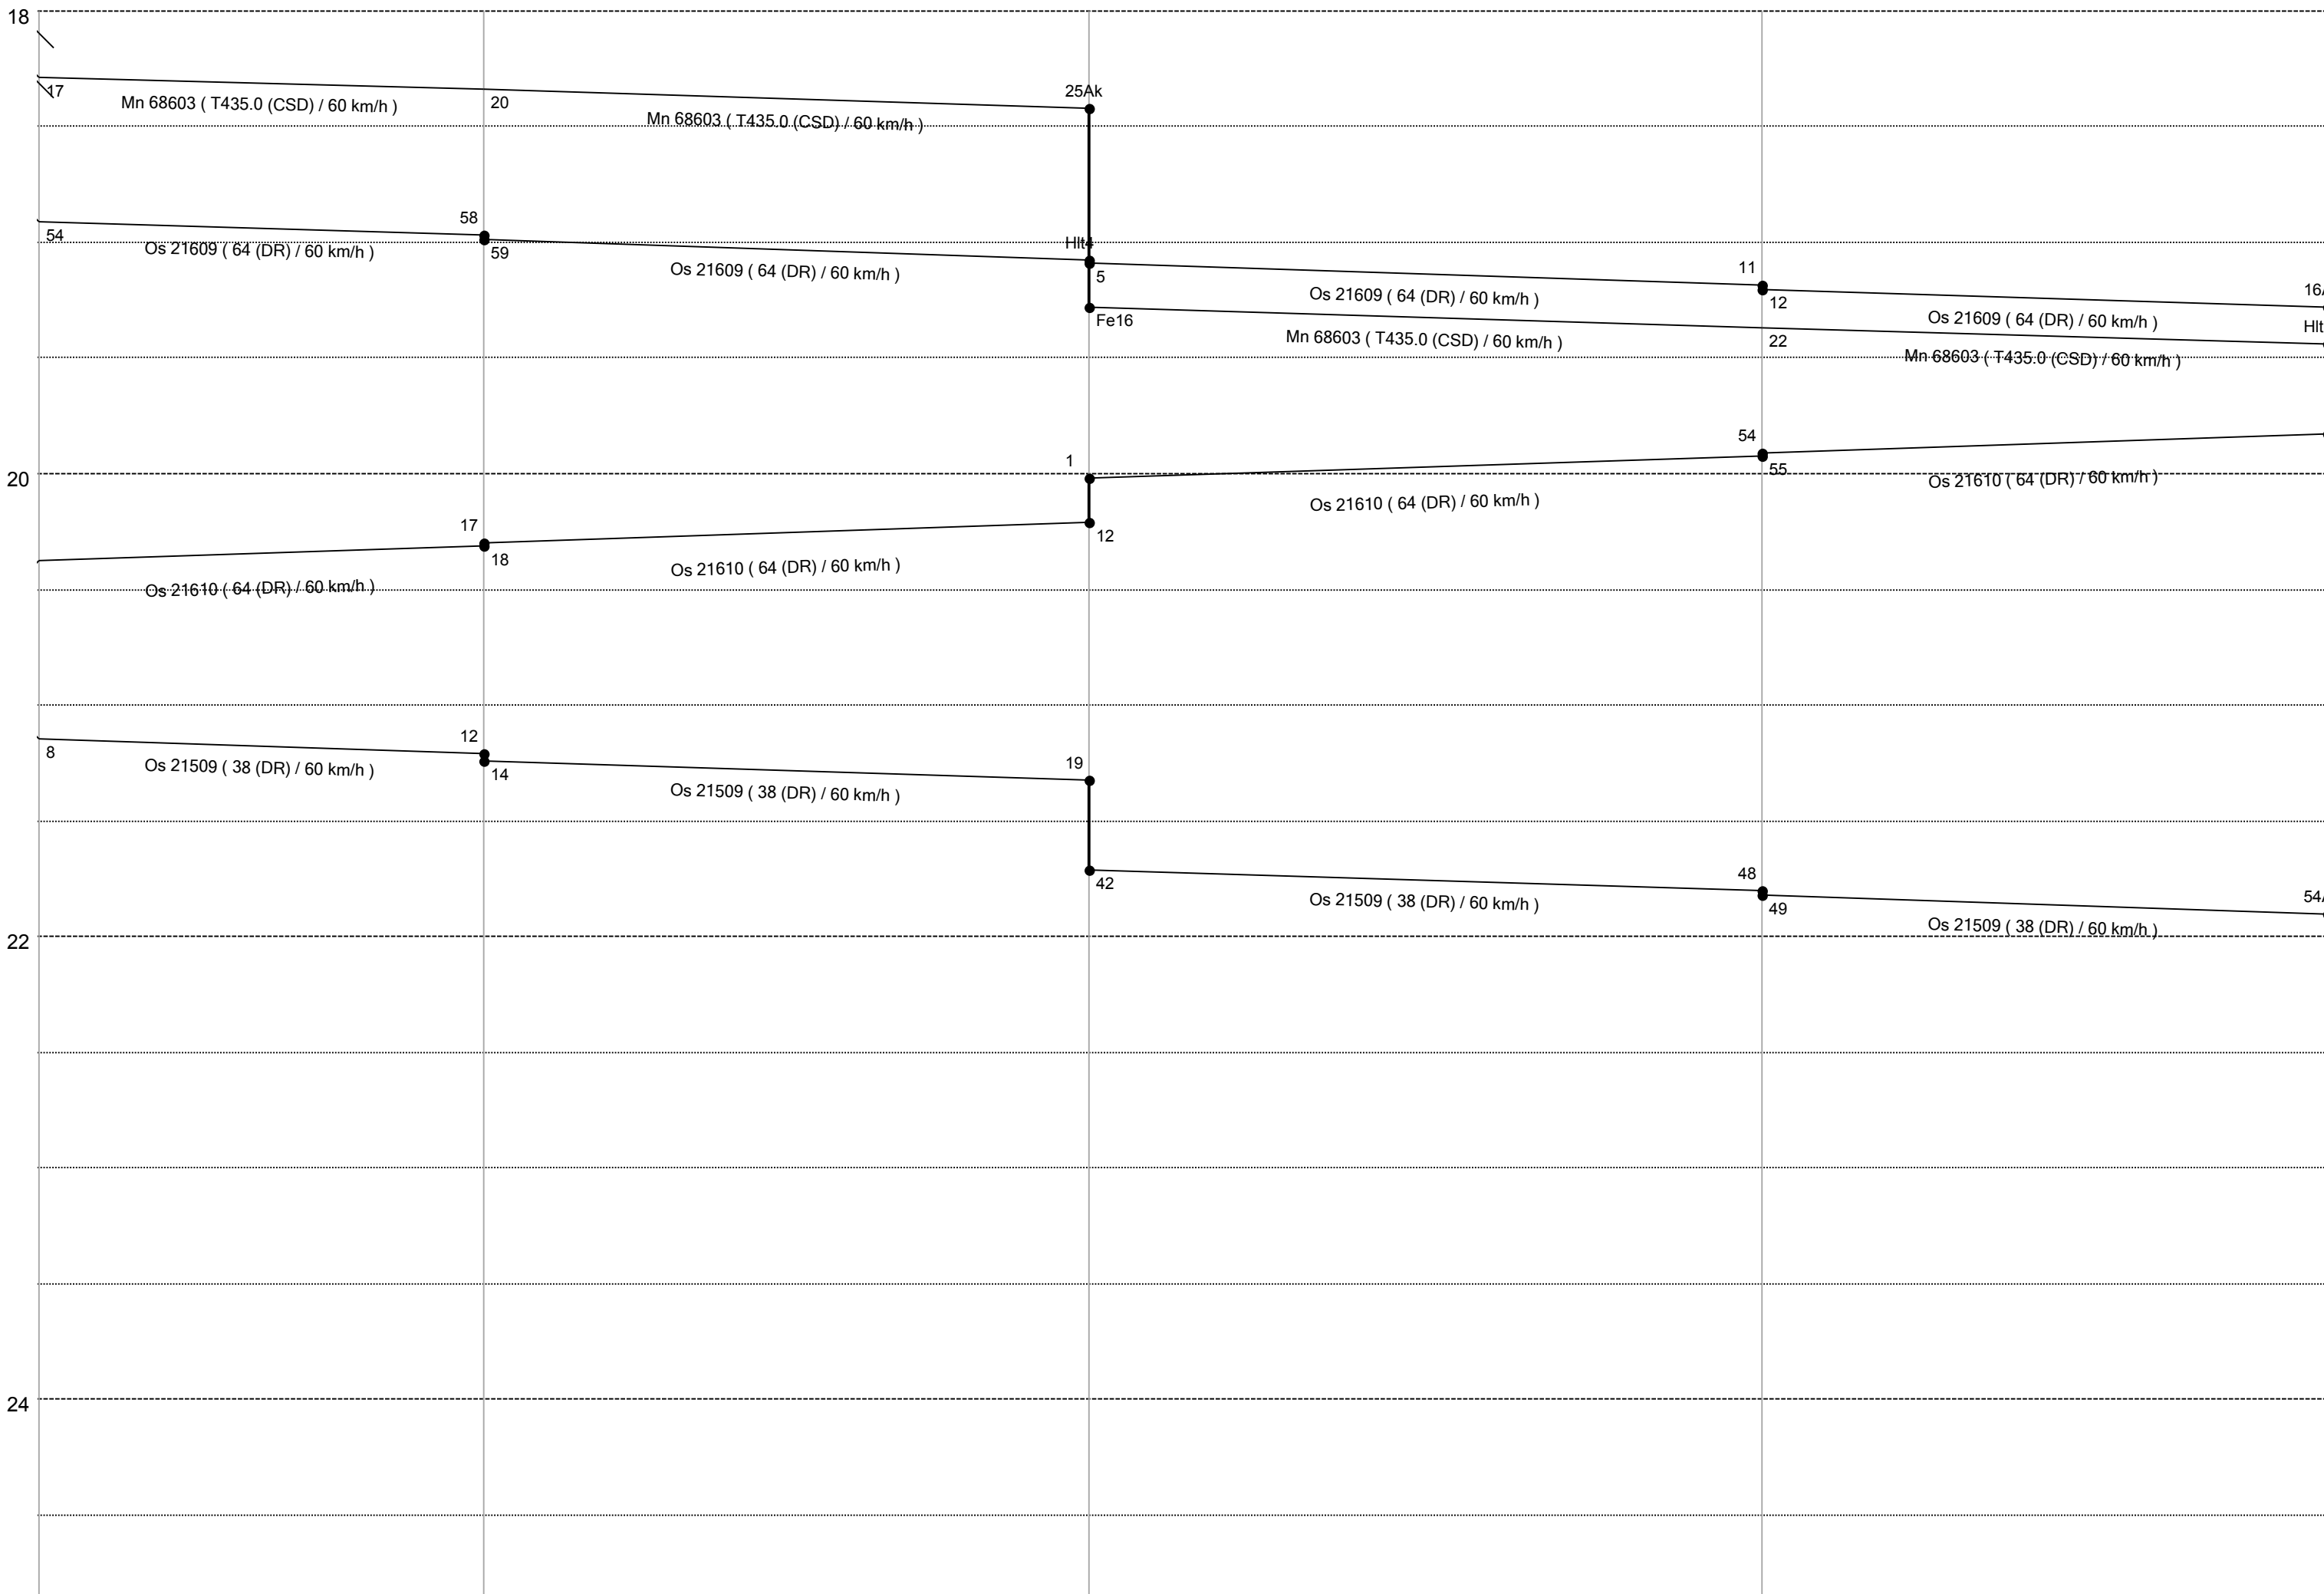 18
25Ak
17
Mn 68603 ( T435.0 (CSD) / 60 km/h )
20
Mn 68603 ( T435.0 (CSD) / 60 km/h )
58
54
Os 21609 ( 64 (DR) / 60 km/h )
59
Os 21609 ( 64 (DR) / 60 km/h )
Hlt4
5
11
Os 21609 ( 64 (DR) / 60 km/h )
12
16A
Os 21609 ( 64 (DR) / 60 km/h )
Fe16
Hlt
Mn 68603 ( T435.0 (CSD) / 60 km/h )
22
Mn 68603 ( T435.0 (CSD) / 60 km/h )
54
1
20
55
Os 21610 ( 64 (DR) / 60 km/h )
Os 21610 ( 64 (DR) / 60 km/h )
17
12
18
Os 21610 ( 64 (DR) / 60 km/h )
Os 21610 ( 64 (DR) / 60 km/h )
12
8
Os 21509 ( 38 (DR) / 60 km/h )
14
19
Os 21509 ( 38 (DR) / 60 km/h )
48
42
Os 21509 ( 38 (DR) / 60 km/h )
49
54A
Os 21509 ( 38 (DR) / 60 km/h )
22
24